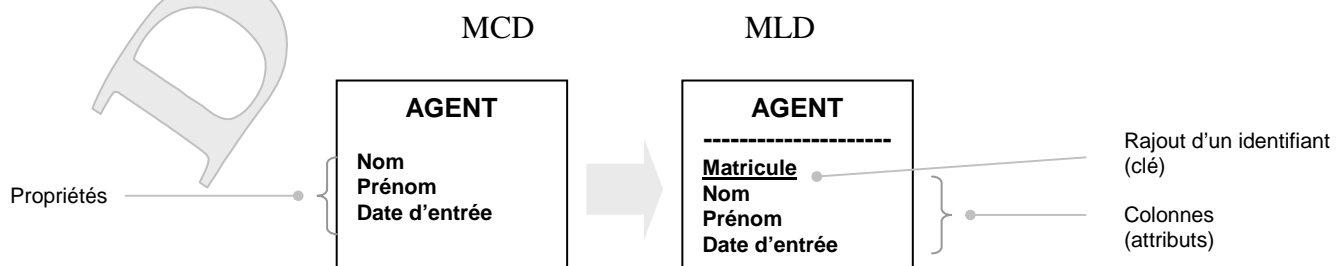 MCD
MLD
AGENT
Nom
Prénom
Date d'entrée
Propriétés
AGENT
---------------------
Matricule
Nom
Prénom
Date d'entrée
Rajout d'un identifiant
(clé)
Colonnes
(attributs)
D